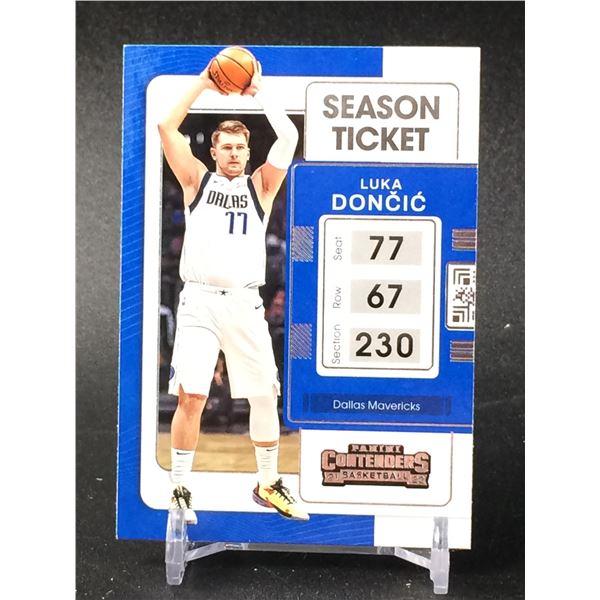 SEASON
TICKET
LUKA
DONČIĆ
Seat 77
Row 67
Section 230
Dallas Mavericks
DALLAS
77
PANINI
CONTENDERS
21 BASKETBALL 22